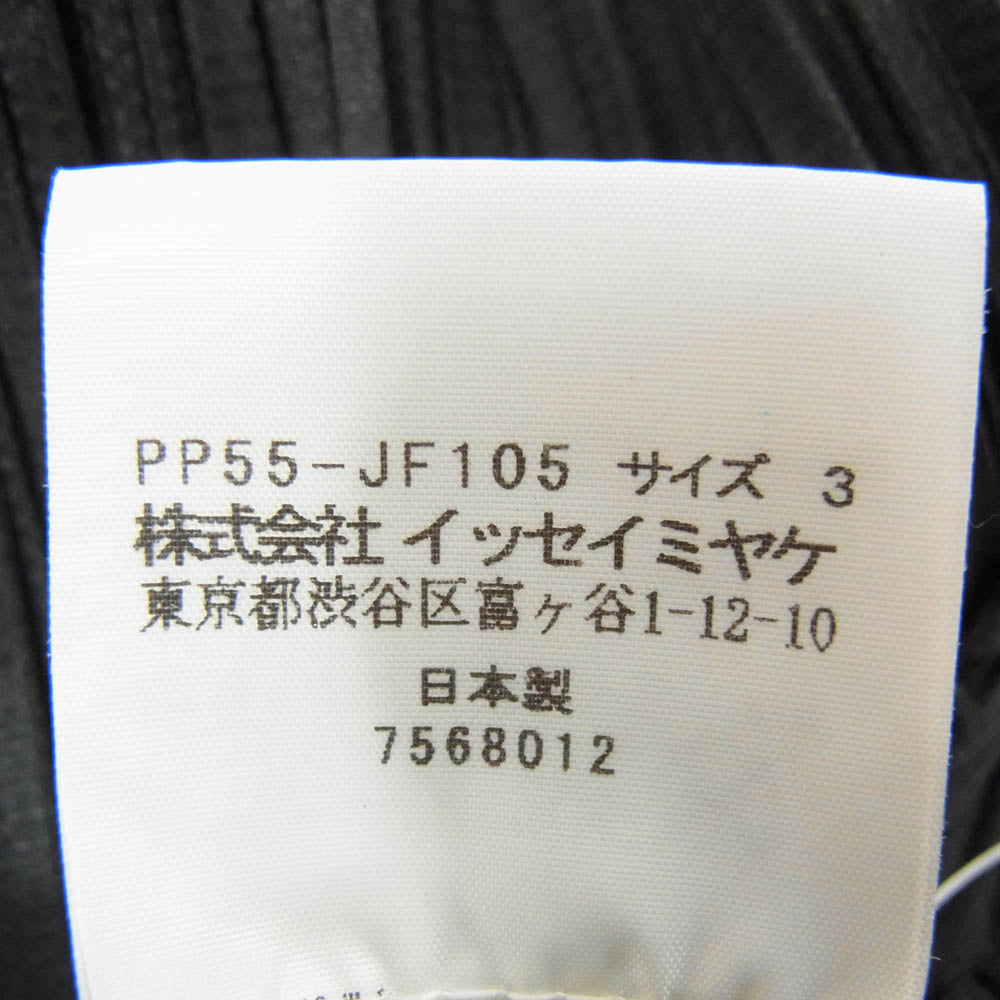 PP55-JF105 サイズ 3
株式会社 イッセイミヤケ
東京都渋谷区富ヶ谷1-12-10
日本製
7568012